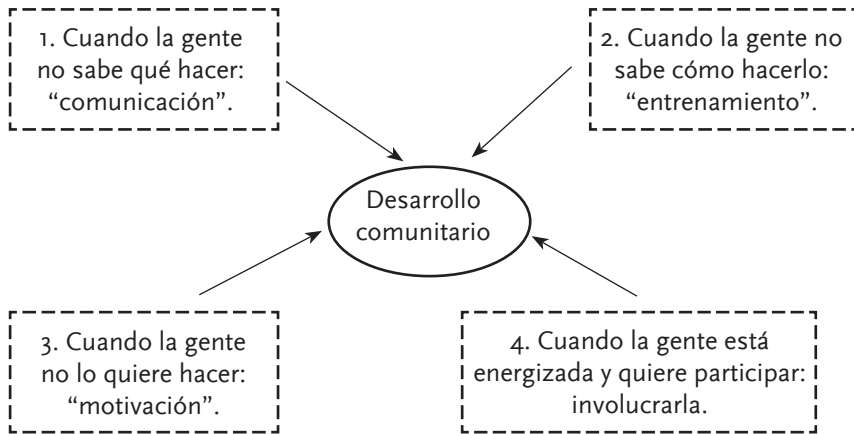 1. Cuando la gente
no sabe qué hacer:
“comunicación”.
2. Cuando la gente no
sabe cómo hacerlo:
“entrenamiento”.
Desarrollo
comunitario
3. Cuando la gente
no lo quiere hacer:
“motivación”.
4. Cuando la gente está
energizada y quiere participar:
involucrarla.